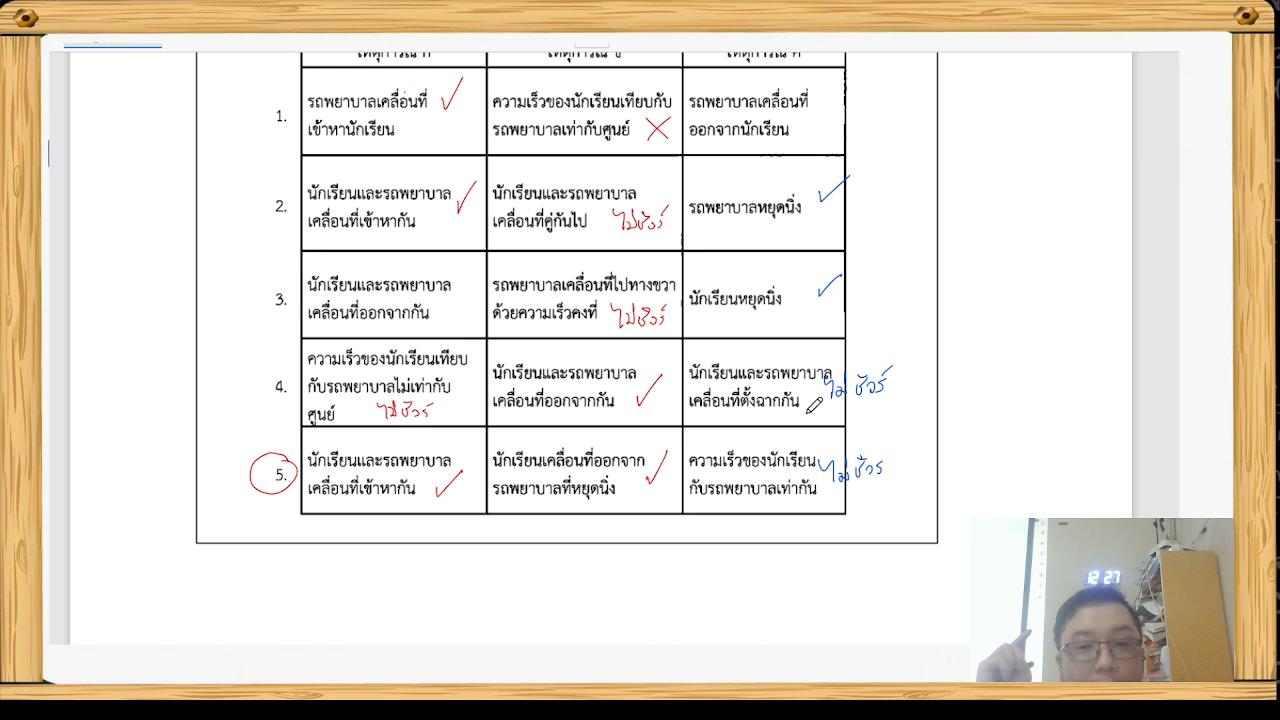 เหตุการณ์ ก เหตุการณ์ ข เหตุการณ์ ค
1. รถพยาบาลเคลื่อนที่
เข้าหานักเรียน
ความเร็วของนักเรียนเทียบกับ
รถพยาบาลเท่ากับศูนย์
รถพยาบาลเคลื่อนที่
ออกจากนักเรียน
2. นักเรียนและรถพยาบาล
เคลื่อนที่เข้าหากัน
นักเรียนและรถพยาบาล
เคลื่อนที่คู่กันไป ไม่ชัวร์
รถพยาบาลหยุดนิ่ง
3. นักเรียนและรถพยาบาล
เคลื่อนที่ออกจากกัน
รถพยาบาลเคลื่อนที่ไปทางขวา
ด้วยความเร็วคงที่ ไม่ชัวร์
นักเรียนหยุดนิ่ง
4. ความเร็วของนักเรียนเทียบ
กับรถพยาบาลไม่เท่ากับ
ศูนย์ ไม่ชัวร์
นักเรียนและรถพยาบาล
เคลื่อนที่ออกจากกัน
นักเรียนและรถพยาบาล
เคลื่อนที่ตั้งฉากกัน ไม่ชัวร์
5. นักเรียนและรถพยาบาล
เคลื่อนที่เข้าหากัน
นักเรียนเคลื่อนที่ออกจาก
รถพยาบาลที่หยุดนิ่ง
ความเร็วของนักเรียน
กับรถพยาบาลเท่ากัน ไม่ชัวร
12 27